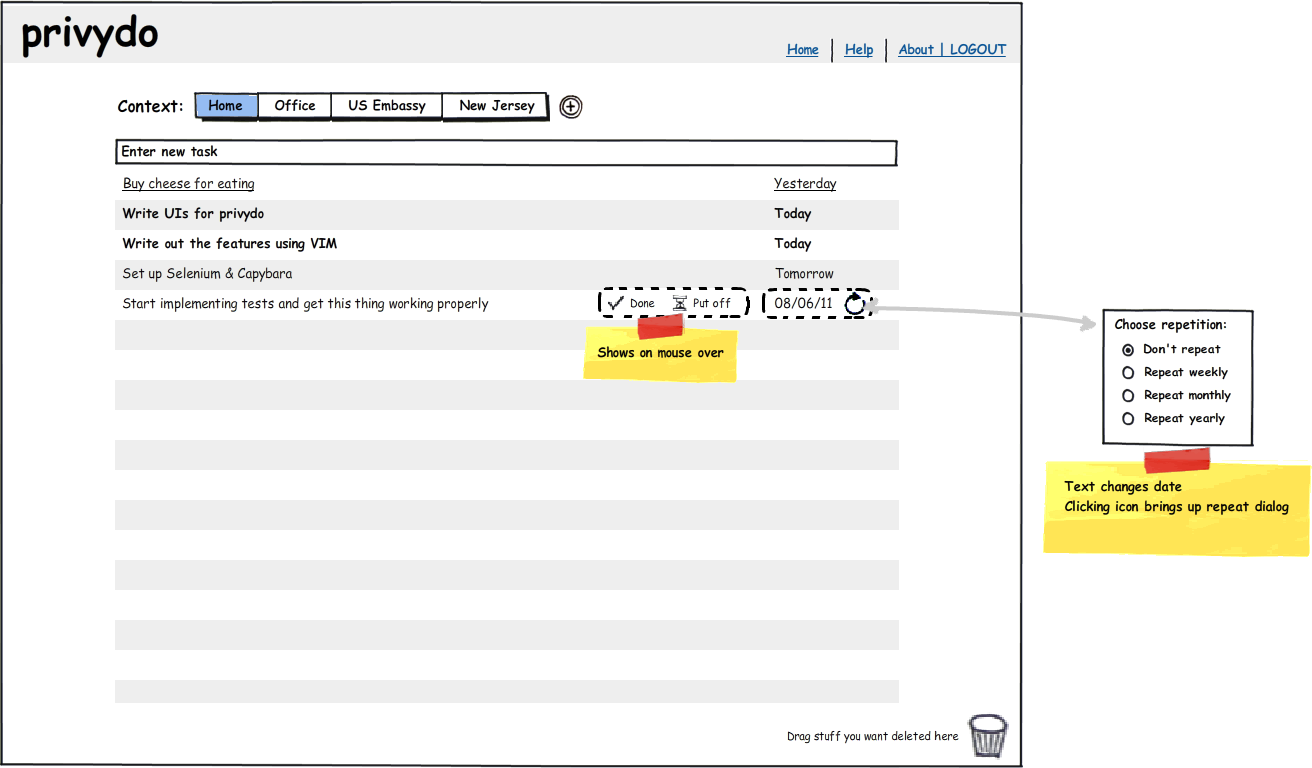 privydo
Home | Help | About | LOGOUT
Context: Home Office US Embassy New Jersey
Enter new task
Buy cheese for eating Yesterday
Write UIs for privydo Today
Write out the features using VIM Today
Set up Selenium & Capybara Tomorrow
Start implementing tests and get this thing working properly Done Put off 08/06/11
Shows on mouse over
Choose repetition:
Don't repeat
Repeat weekly
Repeat monthly
Repeat yearly
Text changes date
Clicking icon brings up repeat dialog
Drag stuff you want deleted here